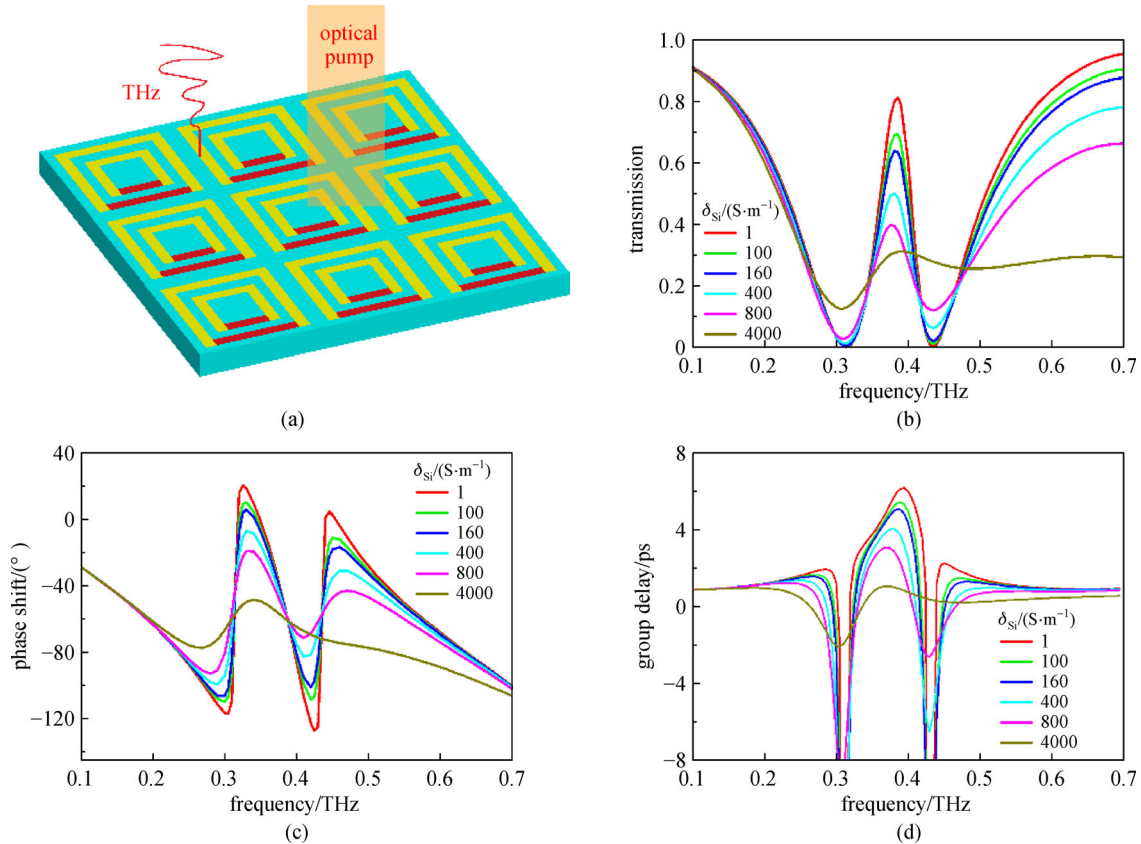 optical
pump
THz
(a)
transmission
1.0
0.8
0.6
0.4
0.2
0
δSi/(S·m−1)
1
100
160
400
800
4000
0.1 0.2 0.3 0.4 0.5 0.6 0.7
frequency/THz
(b)
phase shift/(°)
40
0
−40
−80
−120
δSi/(S·m−1)
1
100
160
400
800
4000
0.1 0.2 0.3 0.4 0.5 0.6 0.7
frequency/THz
(c)
group delay/ps
8
4
0
−4
−8
δSi/(S·m−1)
1
100
160
400
800
4000
0.1 0.2 0.3 0.4 0.5 0.6 0.7
frequency/THz
(d)